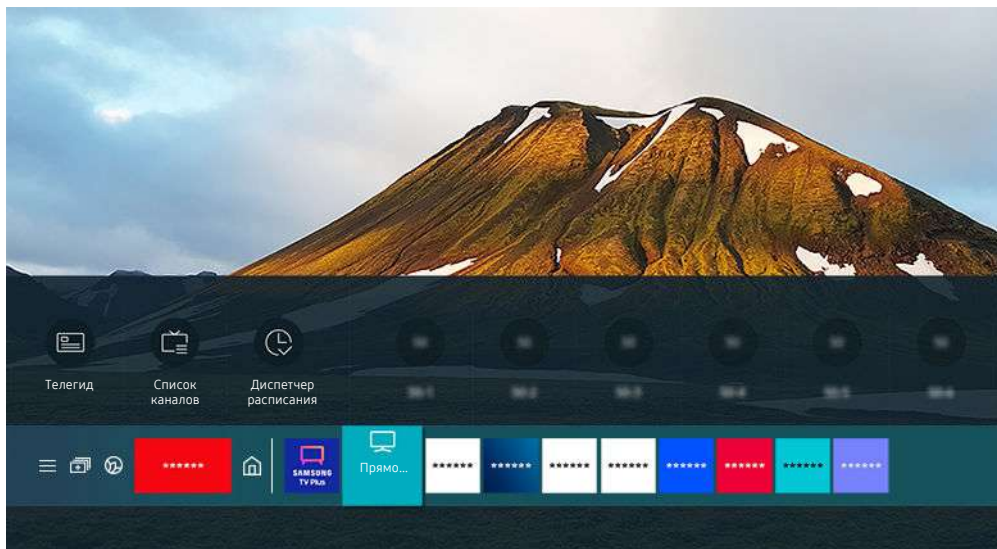 Телегид
Список
каналов
Диспетчер
расписания
******
SAMSUNG
TV Plus
Прямо...
******
******
******
******
******
******
******
******